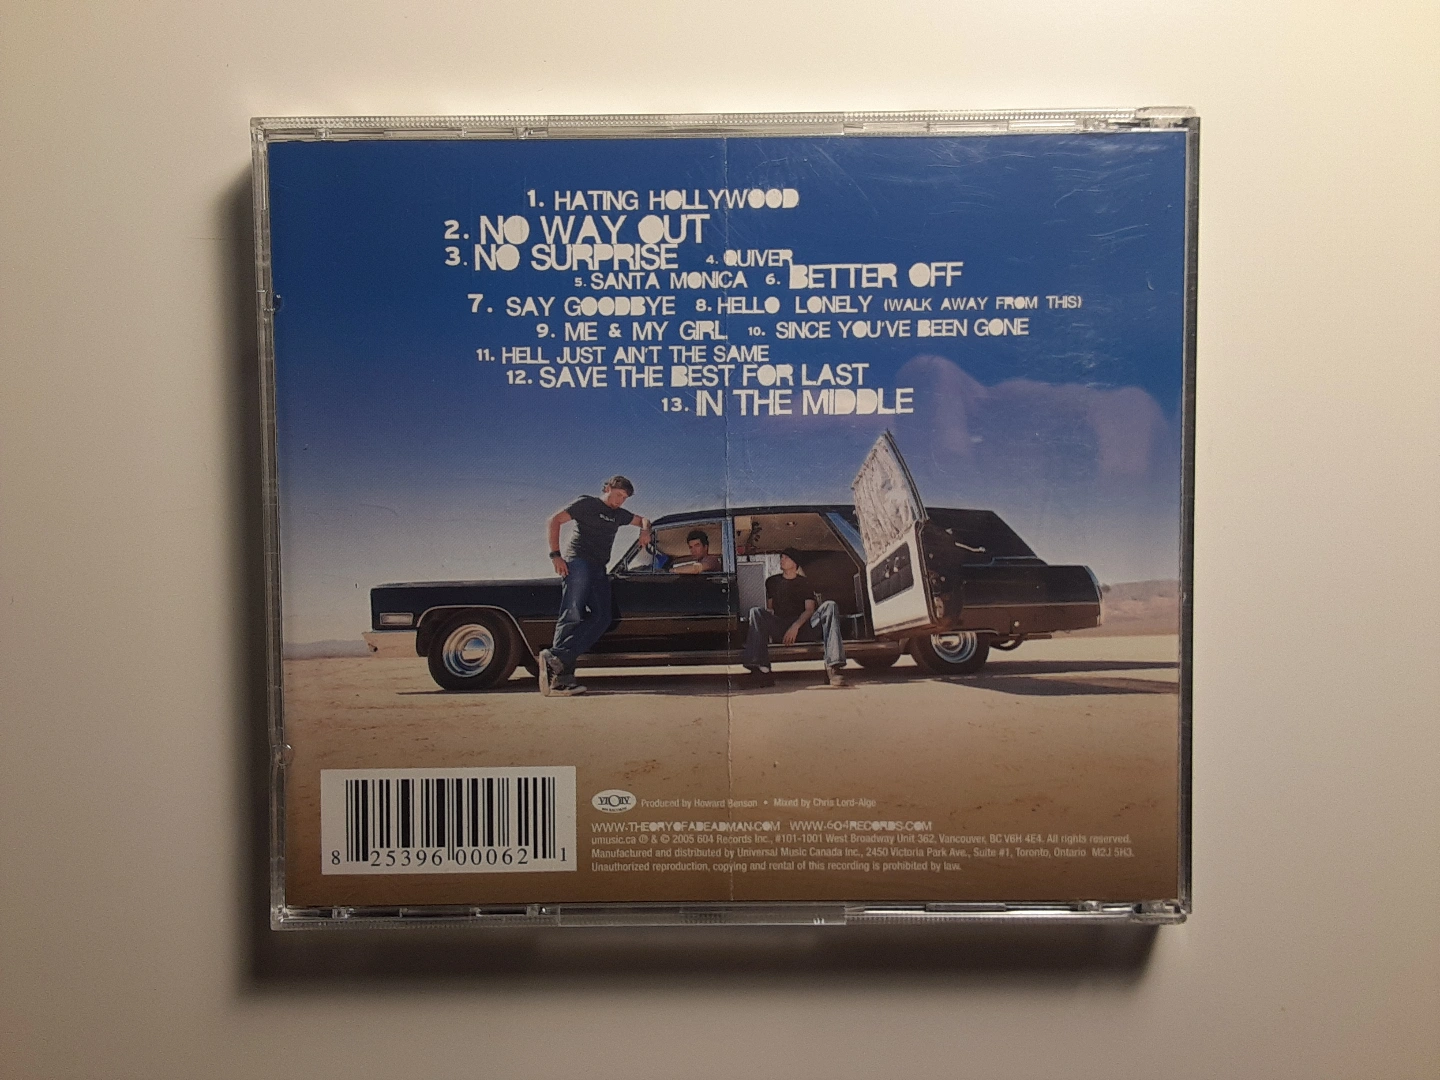 1. HATING HOLLYWOOD
2. NO WAY OUT
3. NO SURPRISE 4. QUIVER
5. SANTA MONICA 6. BETTER OFF
7. SAY GOODBYE 8. HELLO LONELY (WALK AWAY FROM THIS)
9. ME & MY GIRL 10. SINCE YOU'VE BEEN GONE
11. HELL JUST AIN'T THE SAME
12. SAVE THE BEST FOR LAST
13. IN THE MIDDLE
8 25396 00062 1
Produced by Howard Benson • Mixed by Chris Lord-Alge
WWW.THEORYOFADEADMAN.COM WWW.604RECORDS.COM
umusic.ca ℗ & © 2005 604 Records Inc., #101-1001 West Broadway Unit 362, Vancouver, BC V6H 4E4. All rights reserved.
Manufactured and distributed by Universal Music Canada Inc., 2450 Victoria Park Ave., Suite #1, Toronto, Ontario M2J 5H3.
Unauthorized reproduction, copying and rental of this recording is prohibited by law.